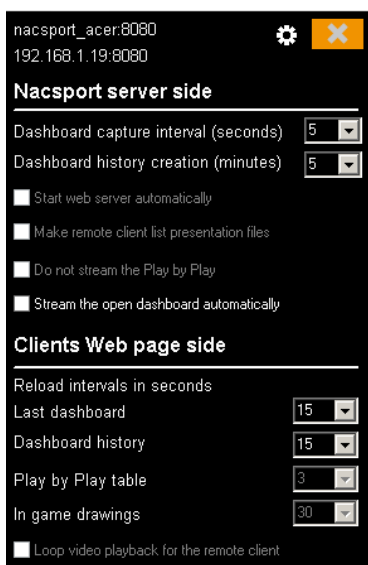 nacsport_acer:8080
192.168.1.19:8080
Nacsport server side
Dashboard capture interval (seconds) 5
Dashboard history creation (minutes) 5
Start web server automatically
Make remote client list presentation files
Do not stream the Play by Play
Stream the open dashboard automatically
Clients Web page side
Reload intervals in seconds
Last dashboard 15
Dashboard history 15
Play by Play table 3
In game drawings 30
Loop video playback for the remote client